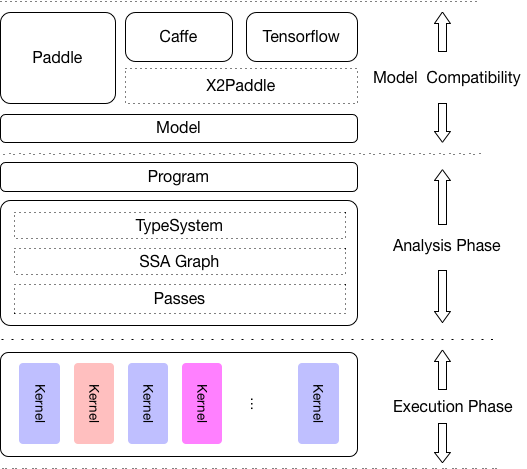 Paddle
Caffe
Tensorflow
X2Paddle
Model Compatibility
Model
Program
TypeSystem
SSA Graph
Passes
Analysis Phase
Kernel
Kernel
Kernel
Kernel
...
Kernel
Execution Phase